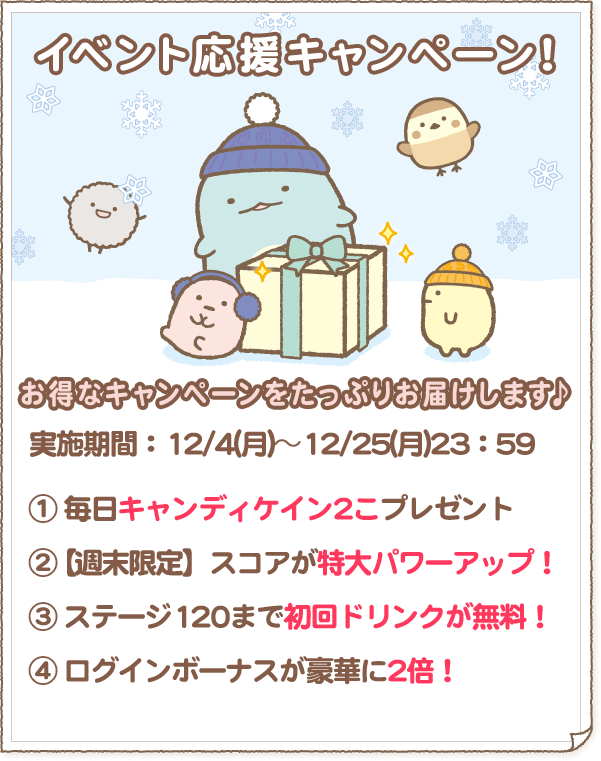 イベント応援キャンペーン!
お得なキャンペーンをたっぷりお届けします♪
実施期間：12/4(月)～12/25(月)23：59
① 毎日キャンディケイン2こプレゼント
② 【週末限定】スコアが特大パワーアップ！
③ ステージ120まで初回ドリンクが無料！
④ ログインボーナスが豪華に2倍！